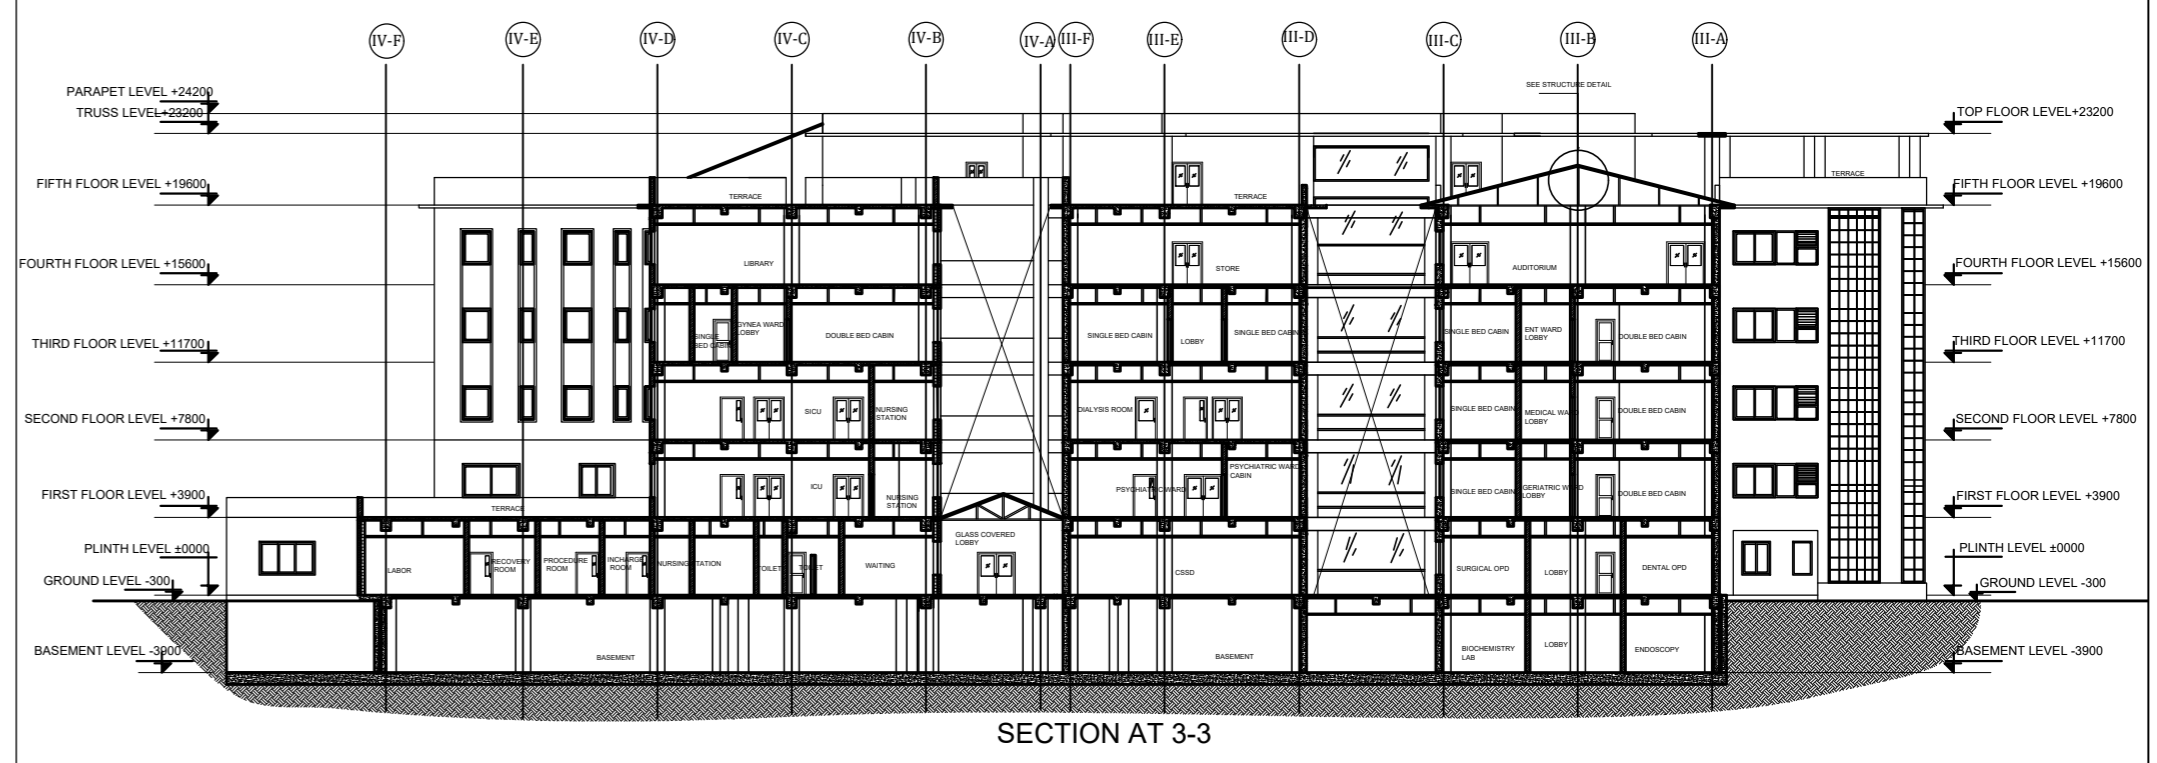 IV-F IV-E IV-D IV-C IV-B IV-A III-F III-E III-D III-C III-B III-A
SEE STRUCTURE DETAIL
PARAPET LEVEL +24200
TRUSS LEVEL+23200
TOP FLOOR LEVEL+23200
TERRACE
FIFTH FLOOR LEVEL +19600
TERRACE
TERRACE
FIFTH FLOOR LEVEL +19600
FOURTH FLOOR LEVEL +15600
LIBRARY
STORE
AUDITORIUM
FOURTH FLOOR LEVEL +15600
THIRD FLOOR LEVEL +11700
SINGLE
BED CABIN
GYNEA WARD
LOBBY
DOUBLE BED CABIN
SINGLE BED CABIN
LOBBY
SINGLE BED CABIN
SINGLE BED CABIN
ENT WARD
LOBBY
DOUBLE BED CABIN
THIRD FLOOR LEVEL +11700
SECOND FLOOR LEVEL +7800
SICU
NURSING
STATION
DIALYSIS ROOM
SINGLE BED CABIN
MEDICAL WARD
LOBBY
DOUBLE BED CABIN
SECOND FLOOR LEVEL +7800
FIRST FLOOR LEVEL +3900
TERRACE
ICU
NURSING
STATION
PSYCHIATRIC WARD
PSYCHIATRIC WARD
CABIN
SINGLE BED CABIN
GERIATRIC WARD
LOBBY
DOUBLE BED CABIN
FIRST FLOOR LEVEL +3900
PLINTH LEVEL ±0000
LABOR
RECOVERY
ROOM
PROCEDURE
ROOM
INCHARGE
ROOM
NURSING STATION
TOILET
TOILET
WAITING
GLASS COVERED
LOBBY
CSSD
SURGICAL OPD
LOBBY
DENTAL OPD
PLINTH LEVEL ±0000
GROUND LEVEL -300
GROUND LEVEL -300
BASEMENT LEVEL -3900
BASEMENT
BASEMENT
BIOCHEMISTRY
LAB
LOBBY
ENDOSCOPY
BASEMENT LEVEL -3900
SECTION AT 3-3